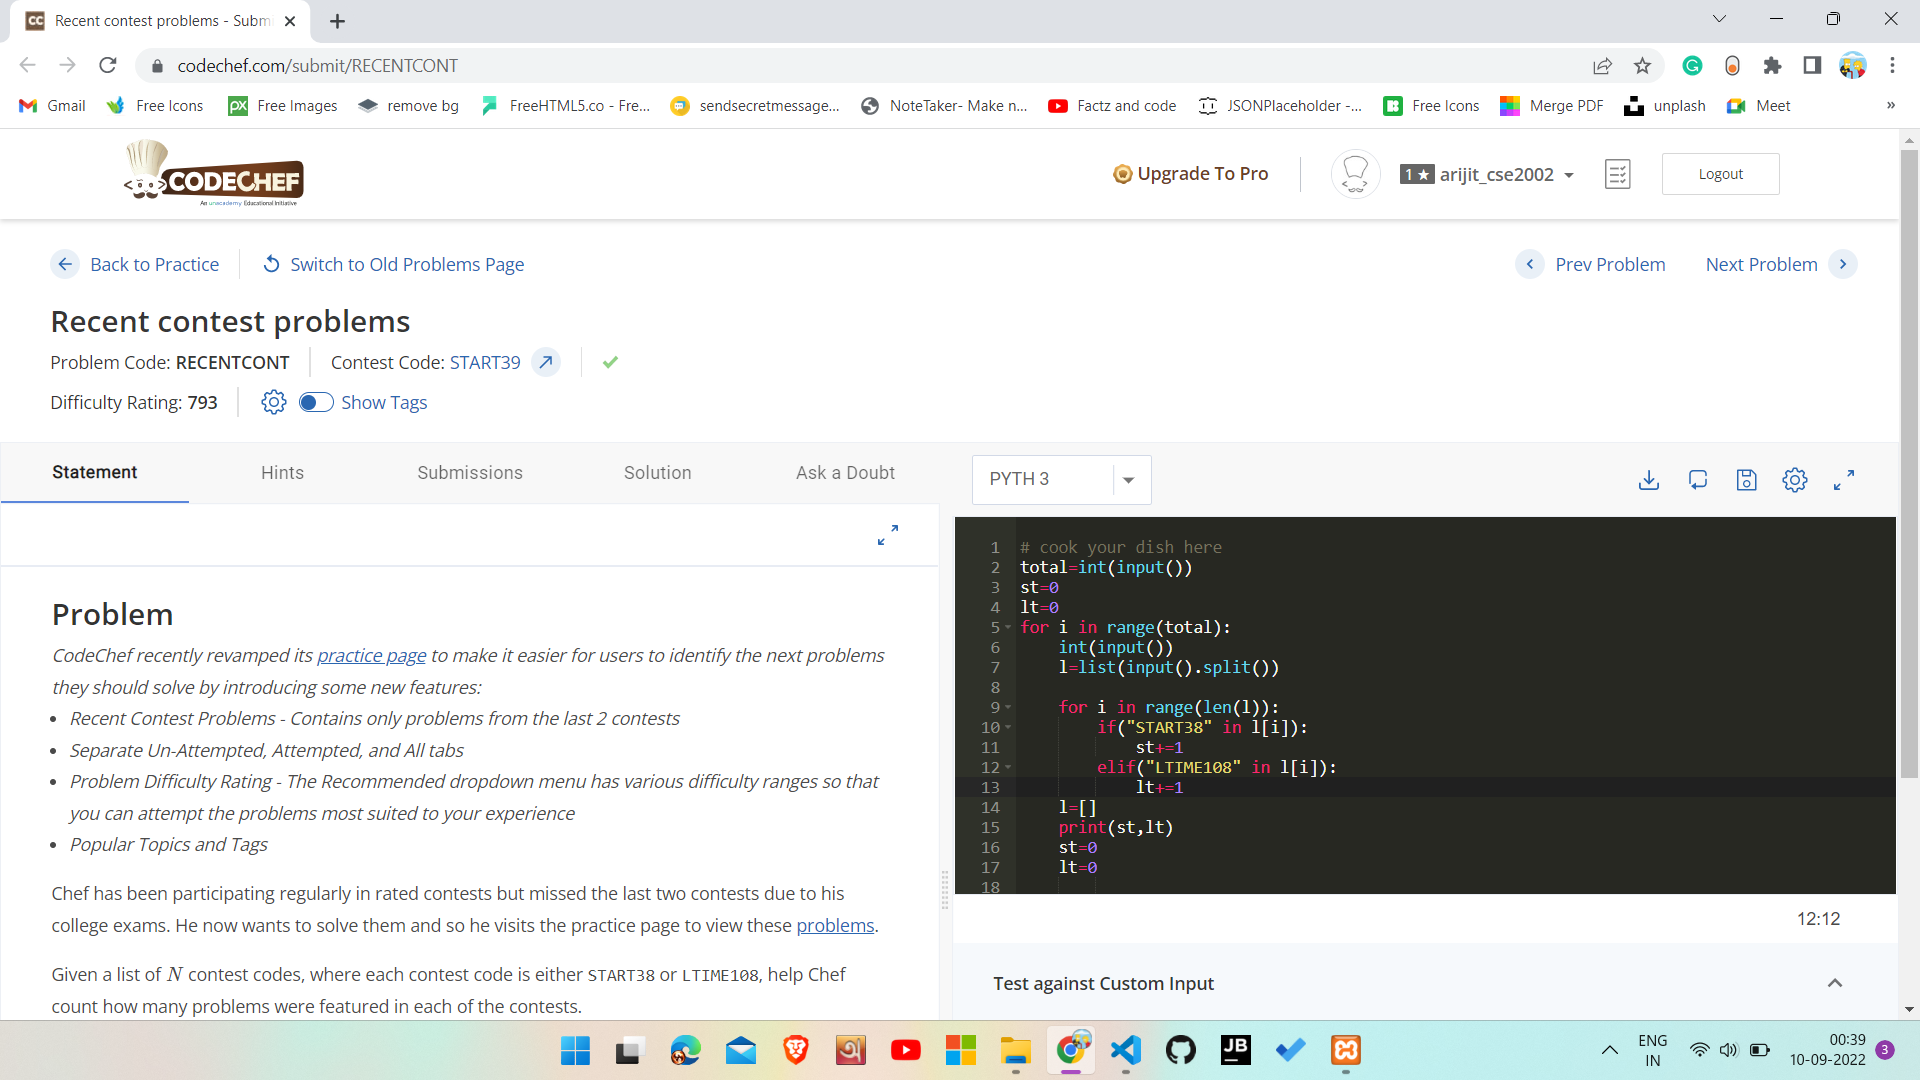 Recent contest problems - Subm
codechef.com/submit/RECENTCONT
Gmail Free Icons Free Images remove bg FreeHTML5.co - Fre... sendsecretmessage... NoteTaker- Make n... Factz and code JSONPlaceholder -... Free Icons Merge PDF unplash Meet »
CODECHEF
An unacademy Educational Initiative
Upgrade To Pro 1★ arijit_cse2002 Logout
Back to Practice Switch to Old Problems Page Prev Problem Next Problem
Recent contest problems
Problem Code: RECENTCONT Contest Code: START39
Difficulty Rating: 793 Show Tags
Statement Hints Submissions Solution Ask a Doubt PYTH 3
Problem
CodeChef recently revamped its practice page to make it easier for users to identify the next problems
they should solve by introducing some new features:
• Recent Contest Problems - Contains only problems from the last 2 contests
• Separate Un-Attempted, Attempted, and All tabs
• Problem Difficulty Rating - The Recommended dropdown menu has various difficulty ranges so that
you can attempt the problems most suited to your experience
• Popular Topics and Tags
Chef has been participating regularly in rated contests but missed the last two contests due to his
college exams. He now wants to solve them and so he visits the practice page to view these problems.
Given a list of N contest codes, where each contest code is either START38 or LTIME108, help Chef
count how many problems were featured in each of the contests.
1 # cook your dish here
2 total=int(input())
3 st=0
4 lt=0
5 for i in range(total):
6 int(input())
7 l=list(input().split())
8
9 for i in range(len(l)):
10 if("START38" in l[i]):
11 st+=1
12 elif("LTIME108" in l[i]):
13 lt+=1
14 l=[]
15 print(st,lt)
16 st=0
17 lt=0
18
12:12
Test against Custom Input
JB
অ
ENG
IN
00:39
10-09-2022
3